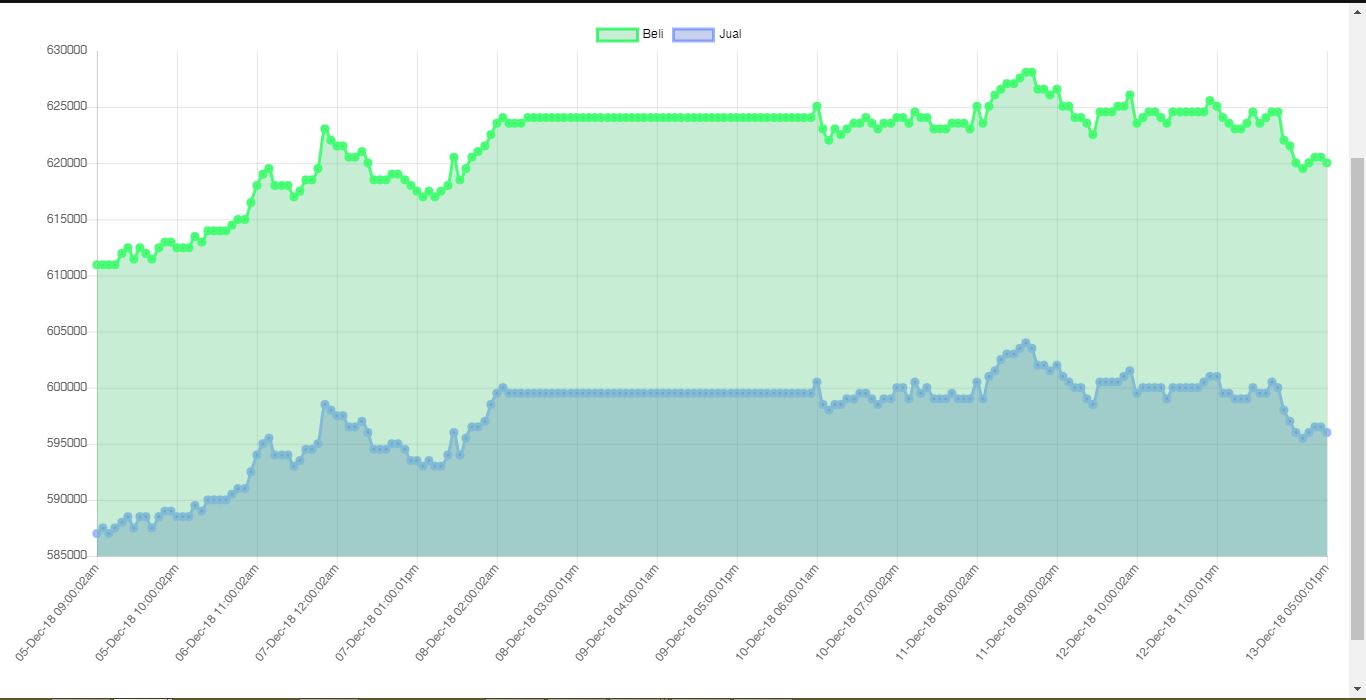 Beli Jual
630000
625000
620000
615000
610000
605000
600000
595000
590000
585000
05-Dec-18 09:00:02am
05-Dec-18 10:00:02pm
06-Dec-18 11:00:02am
07-Dec-18 12:00:02am
07-Dec-18 01:00:01pm
08-Dec-18 02:00:02am
08-Dec-18 03:00:01pm
09-Dec-18 04:00:01am
09-Dec-18 05:00:01pm
10-Dec-18 06:00:01am
10-Dec-18 07:00:02pm
11-Dec-18 08:00:02am
11-Dec-18 09:00:02pm
12-Dec-18 10:00:02am
12-Dec-18 11:00:01pm
13-Dec-18 05:00:01pm